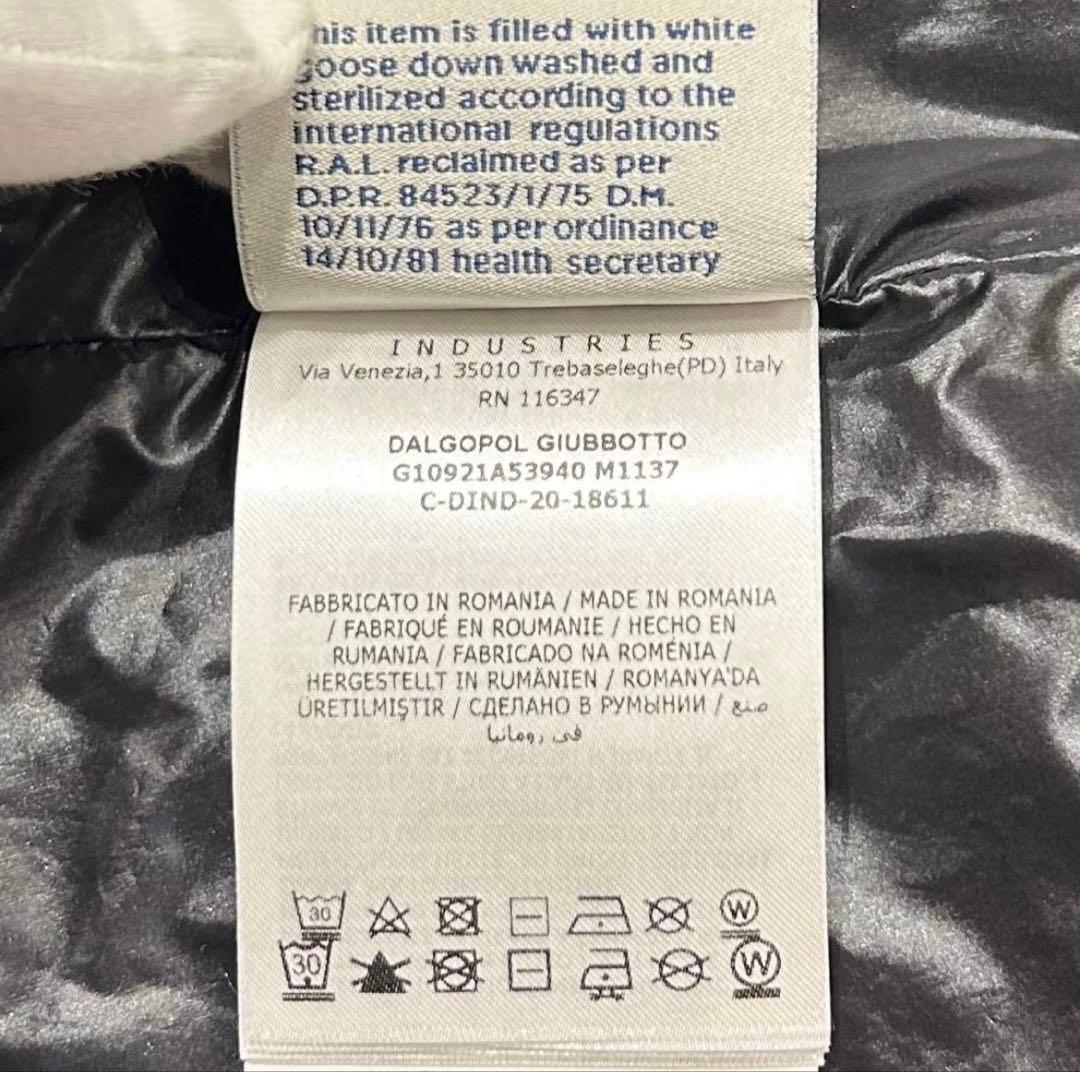 his item is filled with white
goose down washed and
sterilized according to the
international regulations
R.A.L. reclaimed as per
D.P.R. 84523/1/75 D.M.
10/11/76 as per ordinance
14/10/81 health secretary
INDUSTRIES
Via Venezia,1 35010 Trebaseleghe(PD) Italy
RN 116347
DALGOPOL GIUBBOTTO
G10921A53940 M1137
C-DIND-20-18611
FABBRICATO IN ROMANIA / MADE IN ROMANIA
/ FABRIQUÉ EN ROUMANIE / HECHO EN
RUMANIA / FABRICADO NA ROMÉNIA /
HERGESTELLT IN RUMÄNIEN / ROMANYA'DA
ÜRETILMIŞTIR / СДЕЛАНО В РУМЫНИИ / صنع
في رومانيا
30 W
30 W